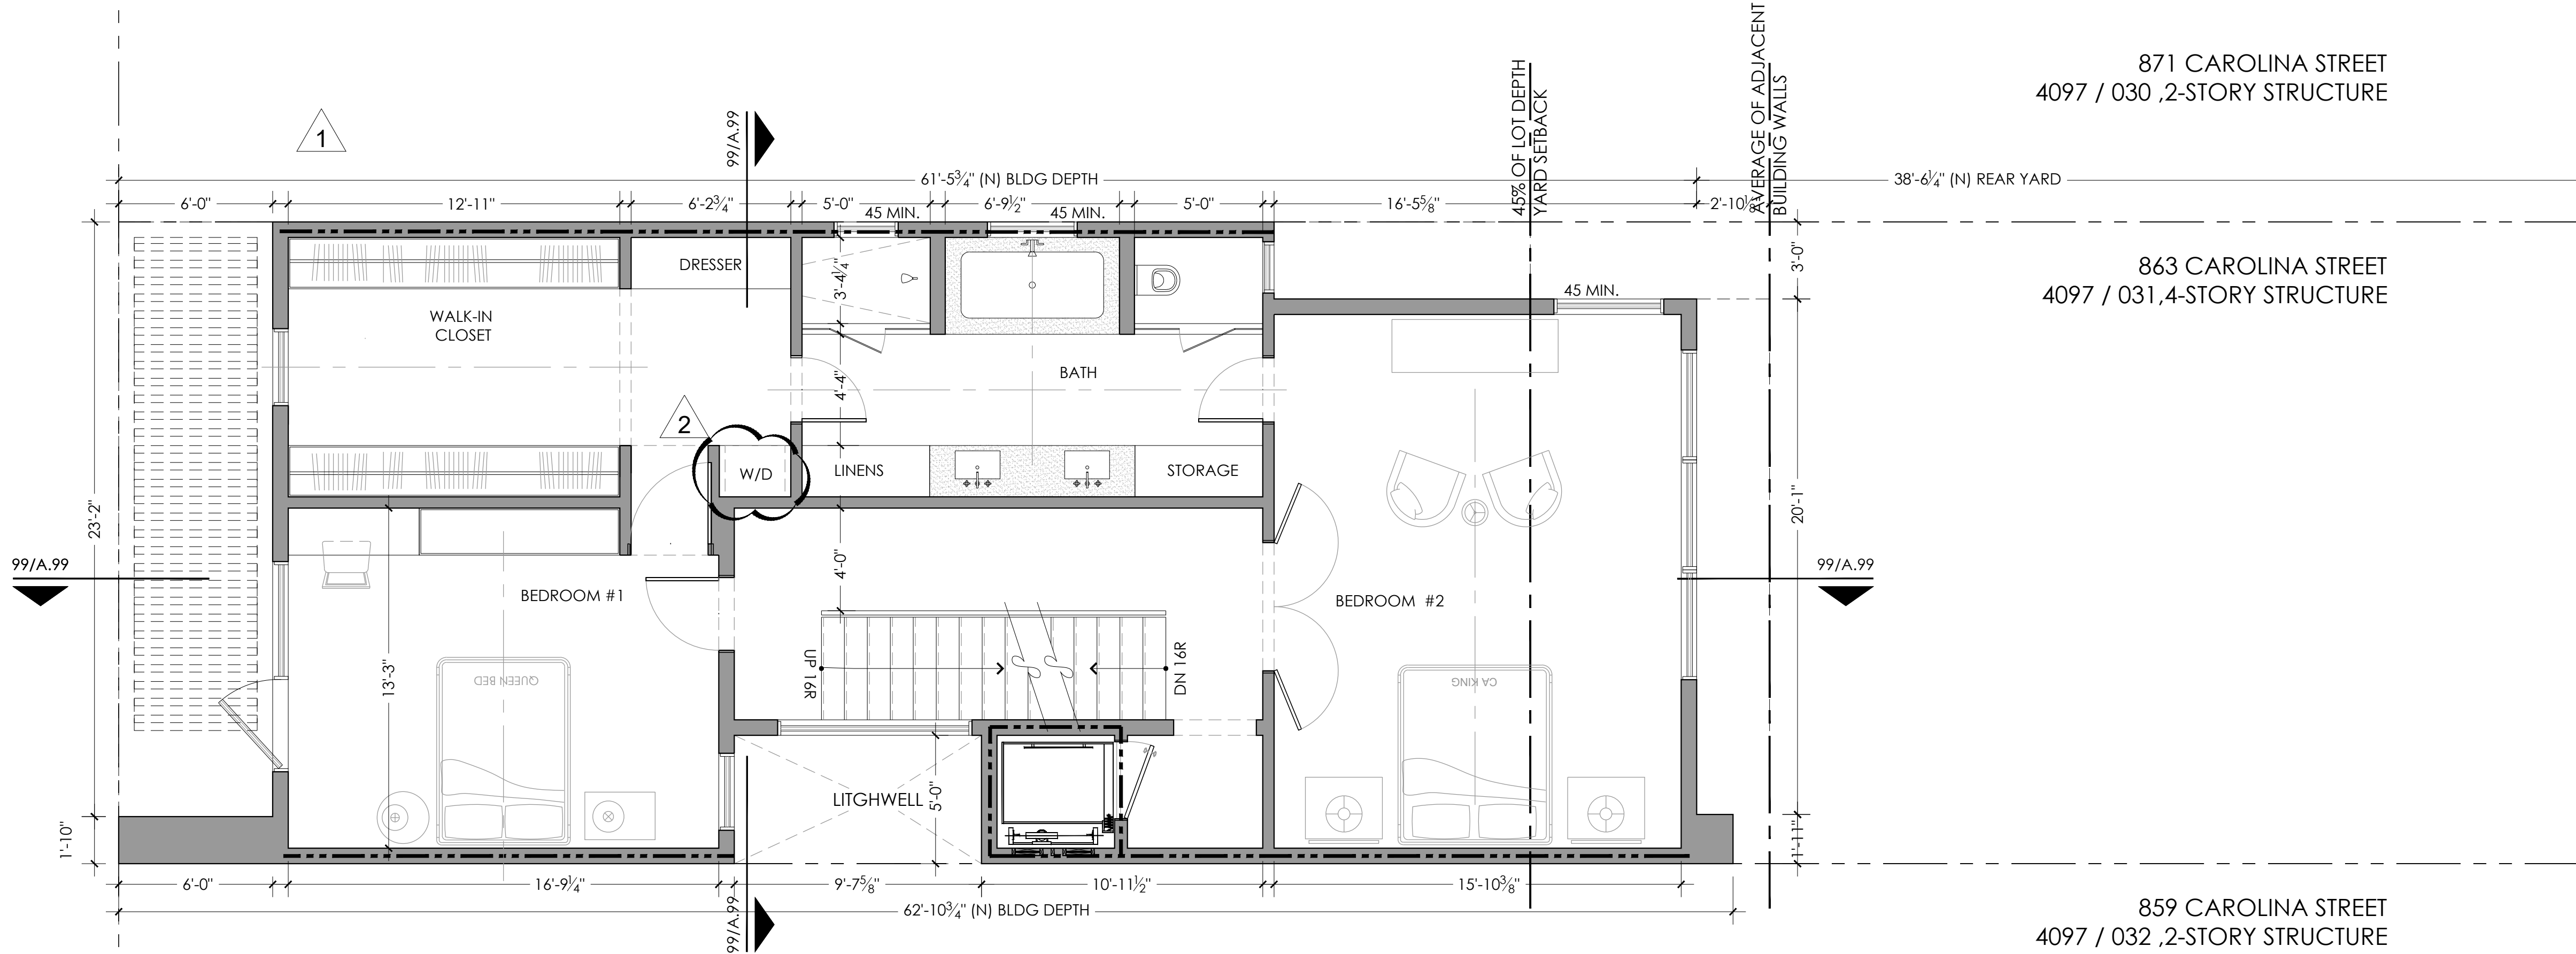 871 CAROLINA STREET
4097 / 030 ,2-STORY STRUCTURE
1
99/A.99
45% OF LOT DEPTH
YARD SETBACK
AVERAGE OF ADJACENT
BUILDING WALLS
61'-5¾" (N) BLDG DEPTH
38'-6¼" (N) REAR YARD
6'-0"
12'-11"
6'-2¾"
5'-0"
6'-9½"
5'-0"
16'-5⅝"
2'-10⅛"
45 MIN.
45 MIN.
863 CAROLINA STREET
4097 / 031,4-STORY STRUCTURE
DRESSER
3'-4¼"
3'-0"
45 MIN.
WALK-IN
CLOSET
BATH
4'-4"
2
W/D
LINENS
STORAGE
23'-2"
20'-1"
99/A.99
99/A.99
4'-0"
BEDROOM #1
BEDROOM #2
UP 16R
DN 16R
13'-3"
QUEEN BED
CA KING
LITGHWELL
5'-0"
1'-10"
1'-11"
6'-0"
16'-9¼"
9'-7⅝"
10'-11½"
15'-10⅜"
62'-10¾" (N) BLDG DEPTH
99/A.99
859 CAROLINA STREET
4097 / 032 ,2-STORY STRUCTURE